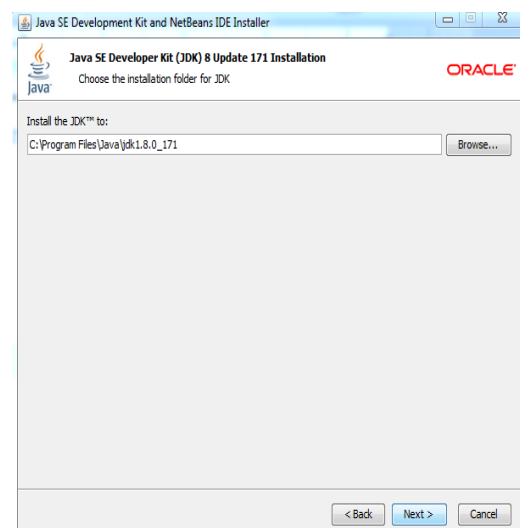 Java SE Development Kit and NetBeans IDE Installer
Java SE Developer Kit (JDK) 8 Update 171 Installation
Choose the installation folder for JDK
Java™
ORACLE®
Install the JDK™ to:
C:\Program Files\Java\jdk1.8.0_171
Browse...
< Back
Next >
Cancel